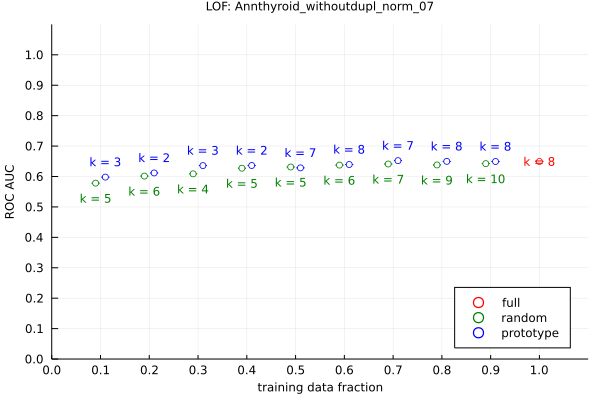 LOF: Annthyroid_withoutdupl_norm_07
ROC AUC
1.0
0.9
0.8
0.7
0.6
0.5
0.4
0.3
0.2
0.1
0.0
k = 3
k = 2
k = 3
k = 2
k = 7
k = 8
k = 7
k = 8
k = 8
k = 8
k = 5
k = 6
k = 4
k = 5
k = 5
k = 6
k = 7
k = 9
k = 10
full
random
prototype
0.0 0.1 0.2 0.3 0.4 0.5 0.6 0.7 0.8 0.9 1.0
training data fraction